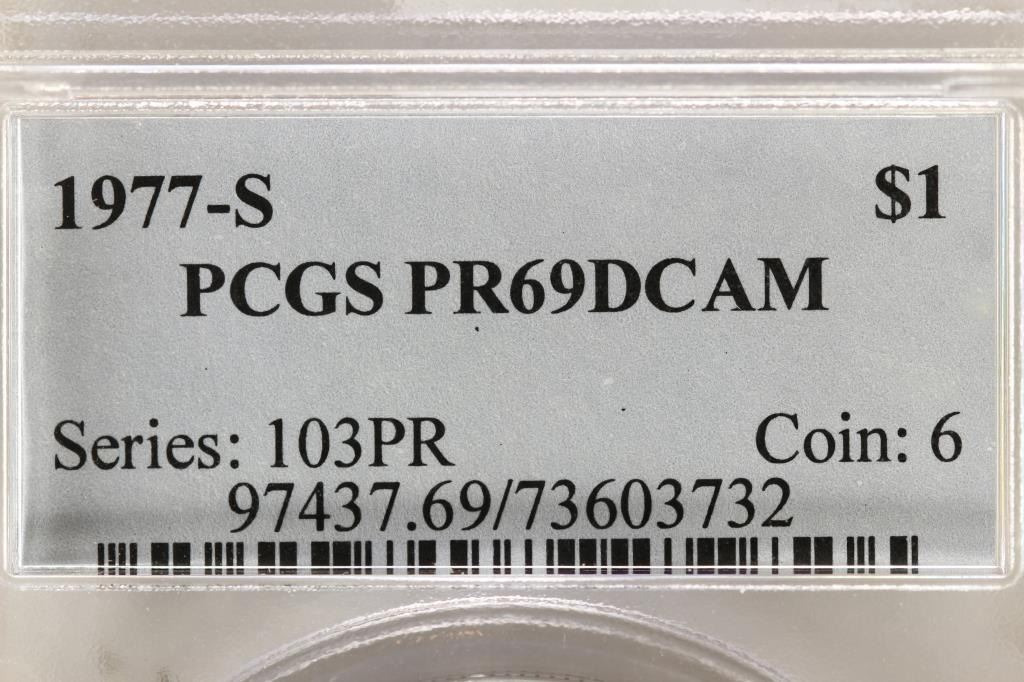 1977-S $1
PCGS PR69DCAM
Series: 103PR Coin: 6
97437.69/73603732